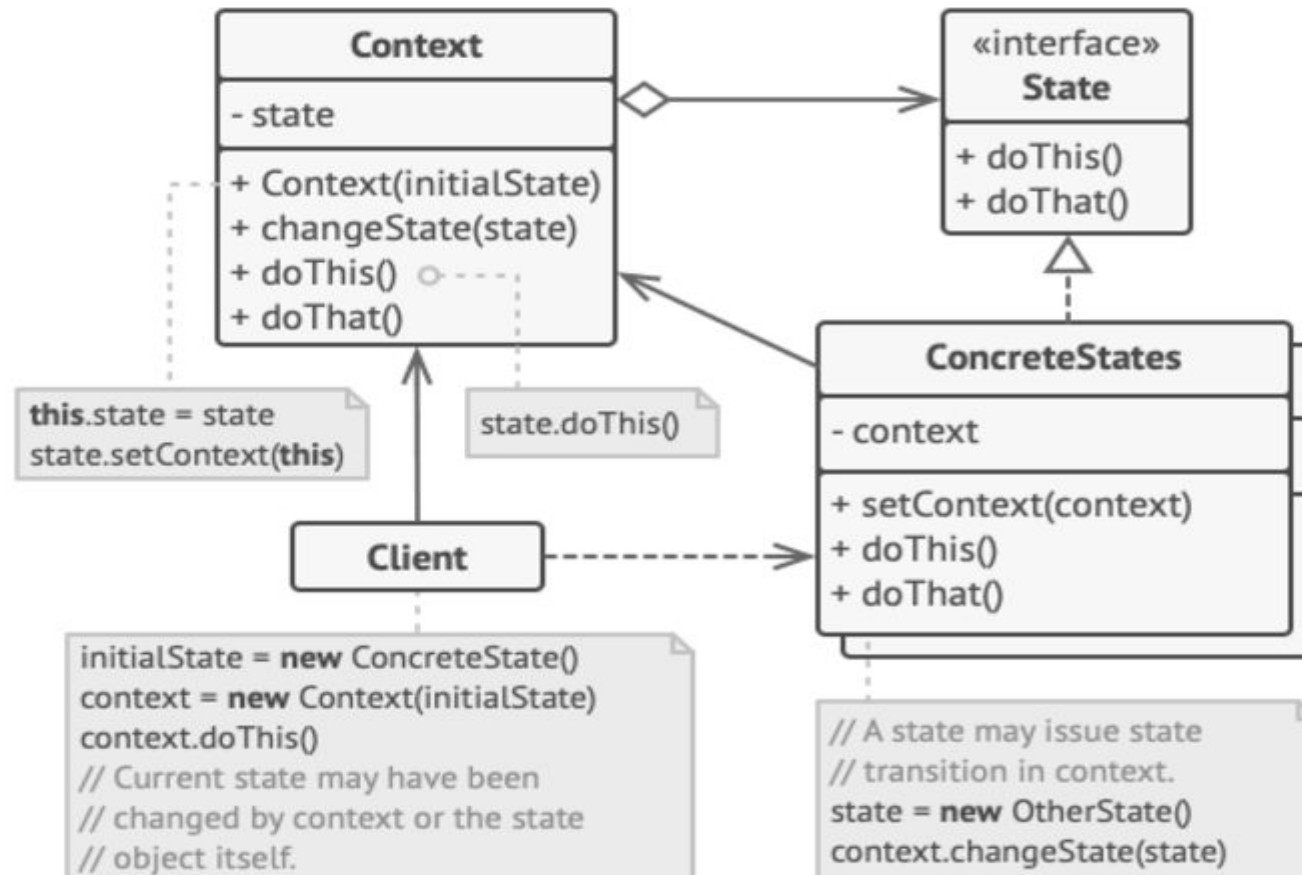 Context
- state
+ Context(initialState)
+ changeState(state)
+ doThis()
+ doThat()
«interface»
State
+ doThis()
+ doThat()
this.state = state
state.setContext(this)
state.doThis()
ConcreteStates
- context
+ setContext(context)
+ doThis()
+ doThat()
Client
initialState = new ConcreteState()
context = new Context(initialState)
context.doThis()
// Current state may have been
// changed by context or the state
// object itself.
// A state may issue state
// transition in context.
state = new OtherState()
context.changeState(state)